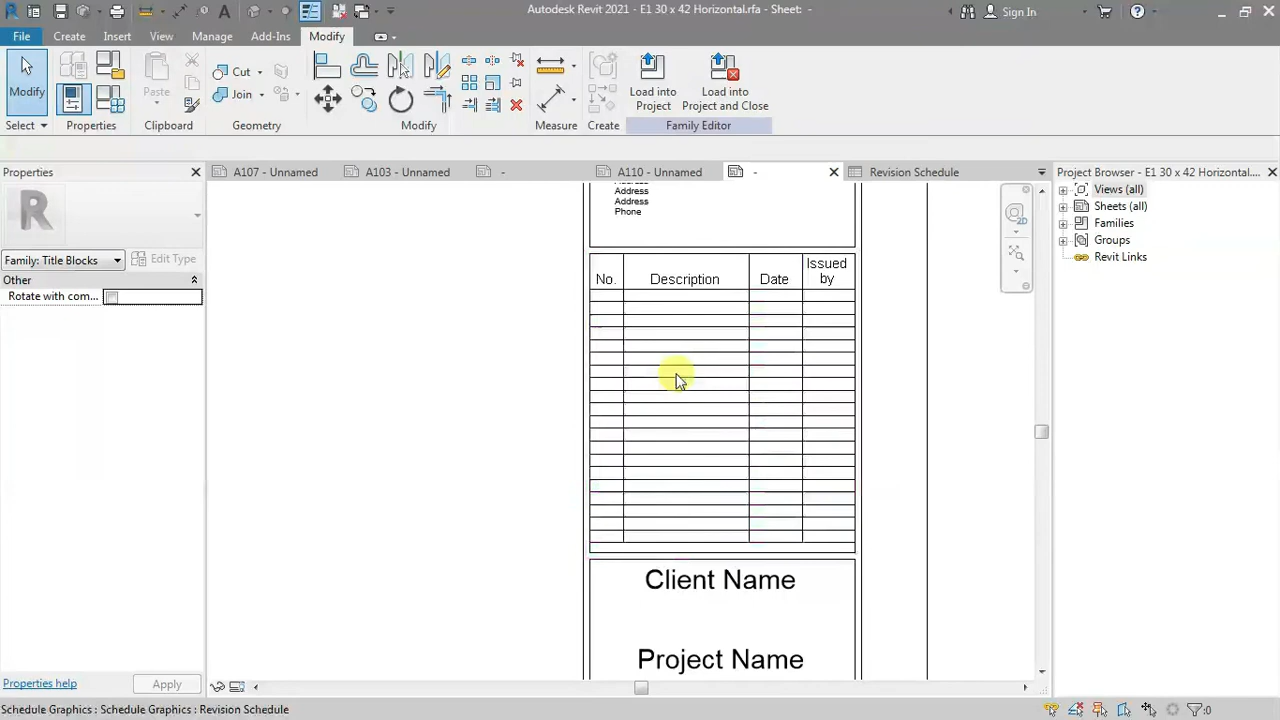 Autodesk Revit 2021 - E1 30 x 42 Horizontal.rfa - Sheet: -
Sign In
File Create Insert View Manage Add-Ins Modify
Modify
Paste
Cut
Join
Load into Project
Load into Project and Close
Select Properties Clipboard Geometry Modify Measure Create Family Editor
Properties
A107 - Unnamed
A103 - Unnamed
-
A110 - Unnamed
-
Revision Schedule
Project Browser - E1 30 x 42 Horizontal....
Family: Title Blocks
Edit Type
Other
Rotate with com...
Views (all)
Sheets (all)
Families
Groups
Revit Links
2D
Address
Address
Address
Phone
No. Description Date Issued by
Client Name
Project Name
Properties help
Apply
Schedule Graphics : Schedule Graphics : Revision Schedule
:0